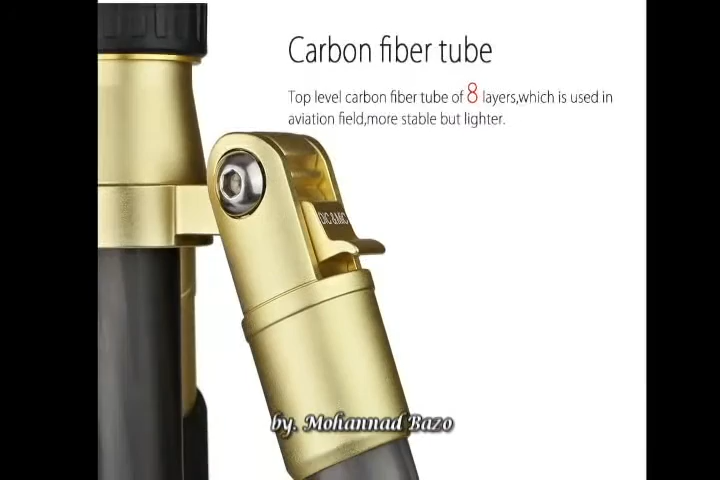 Carbon fiber tube
Top level carbon fiber tube of 8 layers,which is used in
aviation field,more stable but lighter.
by. Mohannad Bazo